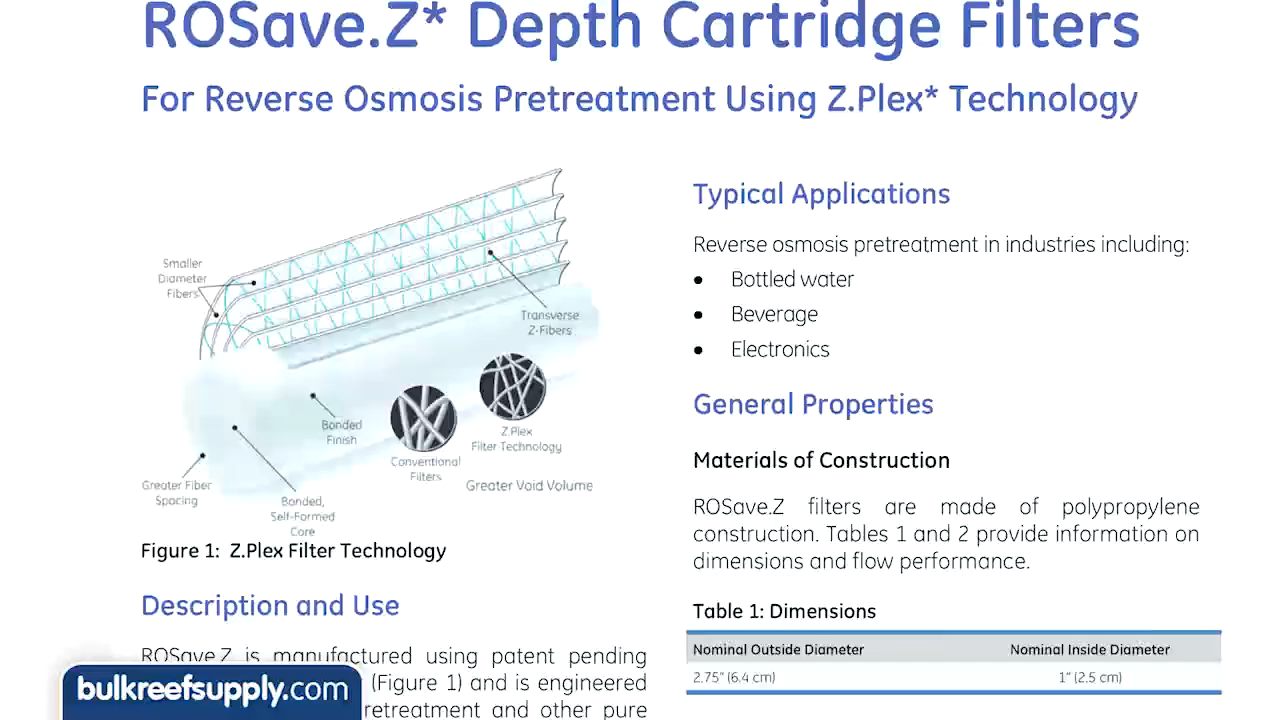 ROSave.Z* Depth Cartridge Filters
For Reverse Osmosis Pretreatment Using Z.Plex* Technology
Smaller
Diameter
Fibers
Transverse
Z-Fibers
Bonded
Finish
Z.Plex
Filter Technology
Conventional
Filters
Greater Void Volume
Greater Fiber
Spacing
Bonded,
Self-Formed
Core
Figure 1: Z.Plex Filter Technology
Description and Use
ROSave.Z is manufactured using patent pending
(Figure 1) and is engineered
retreatment and other pure
Typical Applications
Reverse osmosis pretreatment in industries including:
• Bottled water
• Beverage
• Electronics
General Properties
Materials of Construction
ROSave.Z filters are made of polypropylene
construction. Tables 1 and 2 provide information on
dimensions and flow performance.
Table 1: Dimensions
Nominal Outside Diameter Nominal Inside Diameter
2.75" (6.4 cm) 1" (2.5 cm)
bulkreefsupply.com